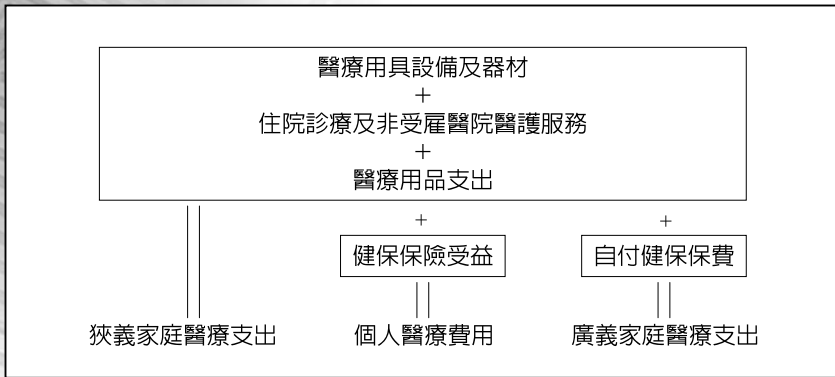 醫療用具設備及器材
+
住院診療及非受雇醫院醫護服務
+
醫療用品支出
+ +
健保保險受益 自付健保保費
狹義家庭醫療支出 個人醫療費用 廣義家庭醫療支出